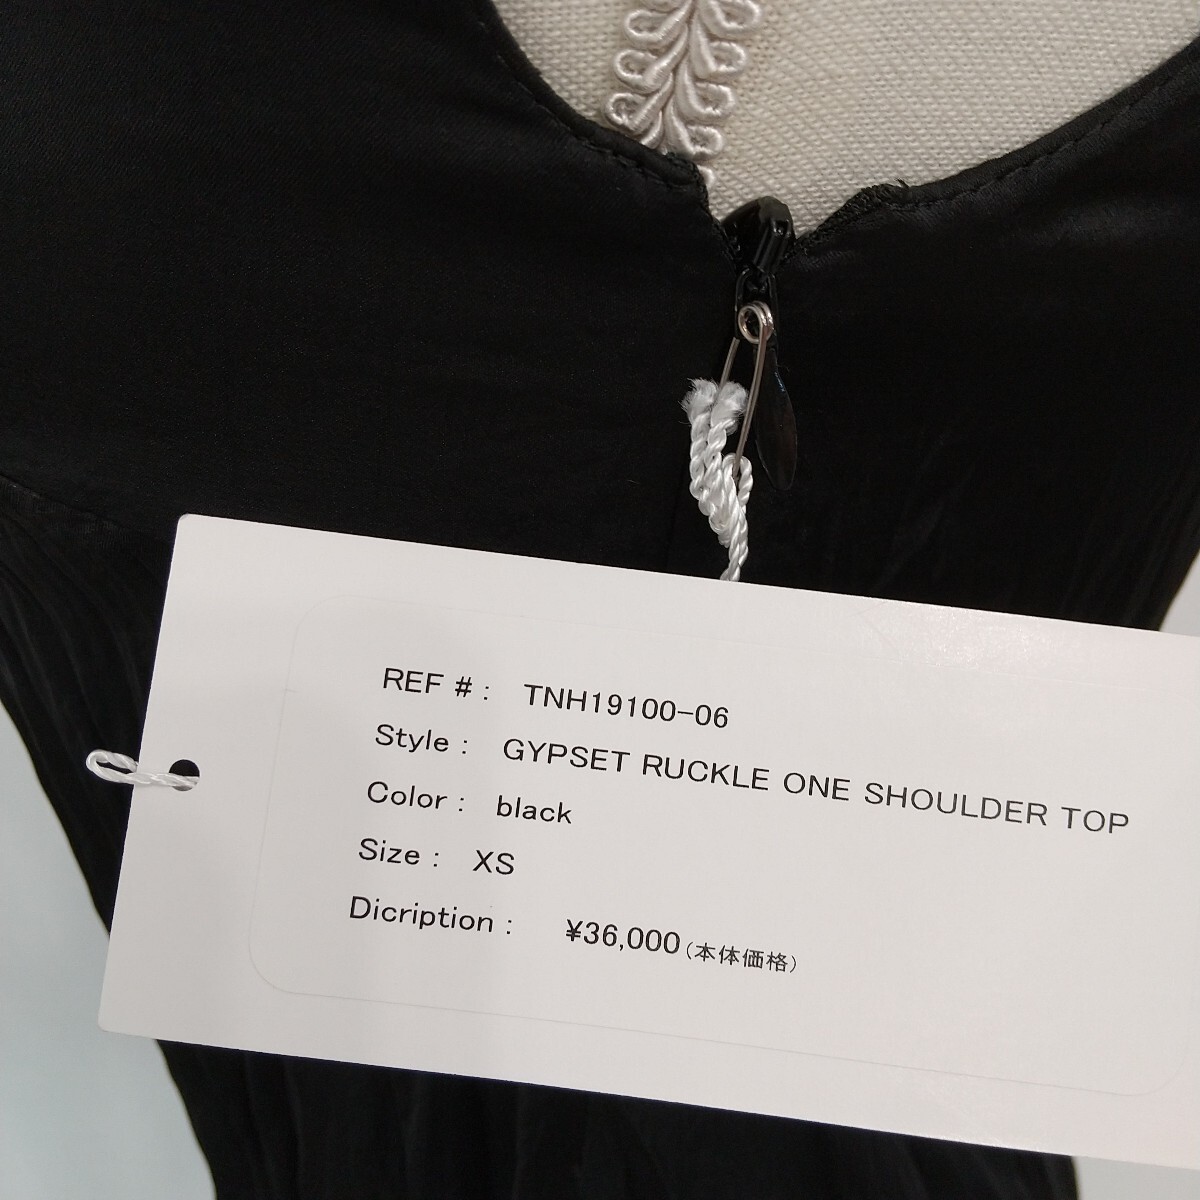 REF # :   TNH19100-06
Style :   GYPSET RUCKLE ONE SHOULDER TOP
Color :   black
Size :   XS
Dicription :   ¥36,000(本体価格)